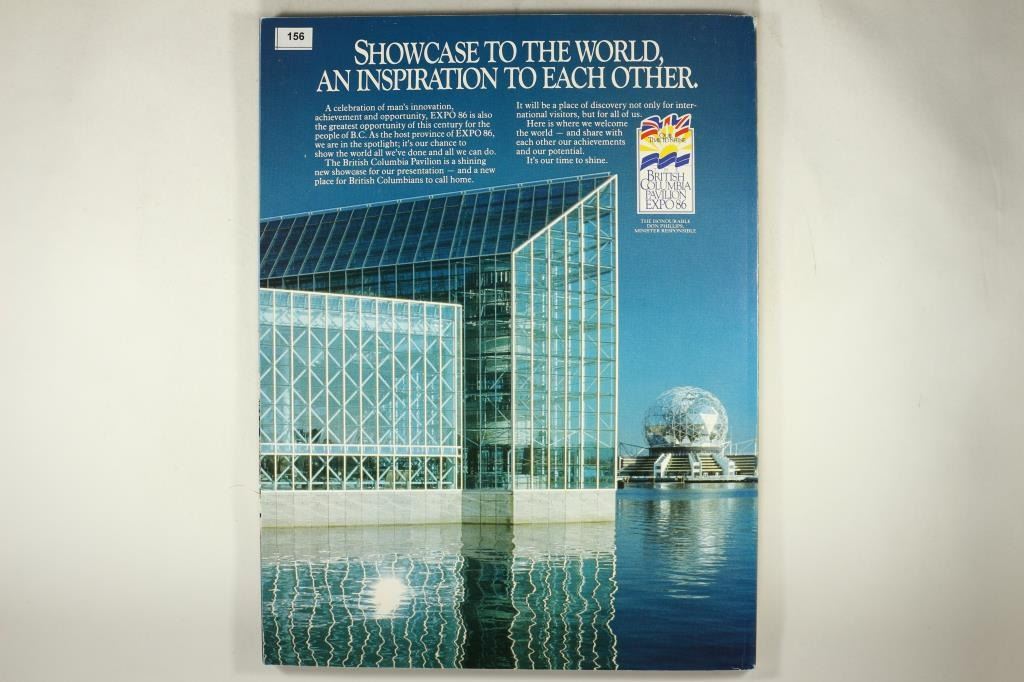 156
SHOWCASE TO THE WORLD,
AN INSPIRATION TO EACH OTHER.
A celebration of man's innovation,
achievement and opportunity, EXPO 86 is also
the greatest opportunity of this century for the
people of B.C. As the host province of EXPO 86,
we are in the spotlight; it's our chance to
show the world all we've done and all we can do.
The British Columbia Pavilion is a shining
new showcase for our presentation — and a new
place for British Columbians to call home.
It will be a place of discovery not only for inter-
national visitors, but for all of us.
Here is where we welcome
the world — and share with
each other our achievements
and our potential.
It's our time to shine.
OUR
TIME TO SHINE
BRITISH
COLUMBIA
PAVILION
EXPO 86
THE HONOURABLE
DON PHILLIPS,
MINISTER RESPONSIBLE